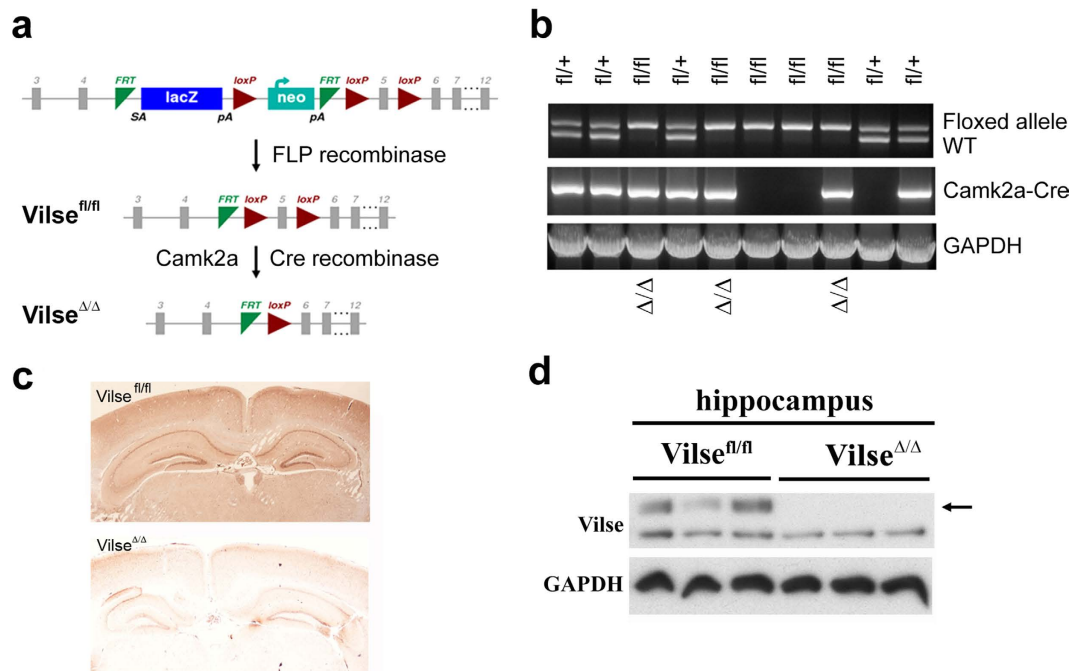 a
3 4 FRT lacZ loxP neo FRT loxP 5 loxP 6 7 12
SA pA pA
FLP recombinase
Vilse fl/fl
3 4 FRT loxP 5 loxP 6 7 12
Camk2a Cre recombinase
Vilse Δ/Δ
3 4 FRT loxP 6 7 12
b
fl/+ fl/+ fl/fl fl/+ fl/fl fl/fl fl/fl fl/fl fl/+ fl/+
Floxed allele
WT
Camk2a-Cre
GAPDH
Δ/Δ Δ/Δ Δ/Δ
c
Vilse fl/fl
Vilse Δ/Δ
d
hippocampus
Vilse fl/fl Vilse Δ/Δ
Vilse
GAPDH